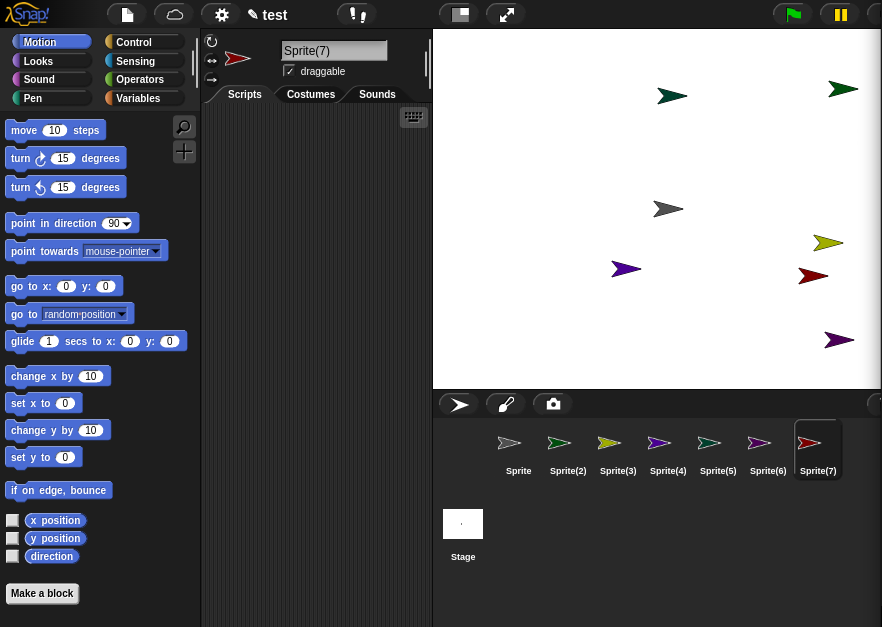 Snap!
test
Motion
Control
Looks
Sensing
Sound
Operators
Pen
Variables
Sprite(7)
draggable
Scripts
Costumes
Sounds
move 10 steps
turn 15 degrees
turn 15 degrees
point in direction 90
point towards mouse-pointer
go to x: 0 y: 0
go to random position
glide 1 secs to x: 0 y: 0
change x by 10
set x to 0
change y by 10
set y to 0
if on edge, bounce
x position
y position
direction
Make a block
Sprite
Sprite(2)
Sprite(3)
Sprite(4)
Sprite(5)
Sprite(6)
Sprite(7)
Stage